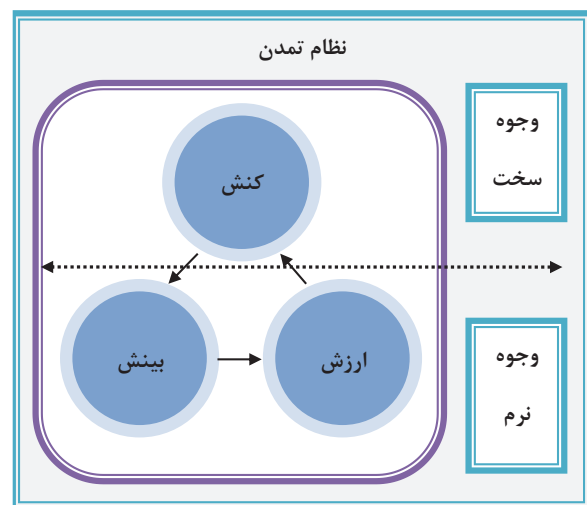 نظام تمدن
وجوه
سخت
کنش
وجوه
نرم
ارزش
بینش